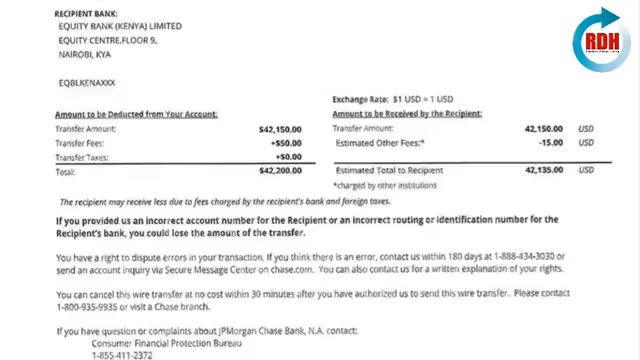 RECIPIENT BANK:
EQUITY BANK (KENYA) LIMITED
EQUITY CENTRE,FLOOR 9,
NAIROBI, KYA
EQBLKENAXXX
RDH
Exchange Rate: $1 USD = 1 USD
Amount to be Deducted from Your Account:
Transfer Amount: $42,150.00
Transfer Fees: +$50.00
Transfer Taxes: +$0.00
Total: $42,200.00
Amount to be Received by the Recipient:
Transfer Amount: 42,150.00 USD
Estimated Other Fees:* -15.00 USD
Estimated Total to Recipient 42,135.00 USD
*charged by other institutions
The recipient may receive less due to fees charged by the recipient's bank and foreign taxes.
If you provided us an incorrect account number for the Recipient or an incorrect routing or identification number for the
Recipient's bank, you could lose the amount of the transfer.
You have a right to dispute errors in your transaction. If you think there is an error, contact us within 180 days at 1-888-434-3030 or
send an account inquiry via Secure Message Center on chase.com. You can also contact us for a written explanation of your rights.
You can cancel this wire transfer at no cost within 30 minutes after you have authorized us to send this wire transfer. Please contact
1-800-935-9935 or visit a Chase branch.
If you have question or complaints about JPMorgan Chase Bank, N.A. contact:
Consumer Financial Protection Bureau
1-855-411-2372